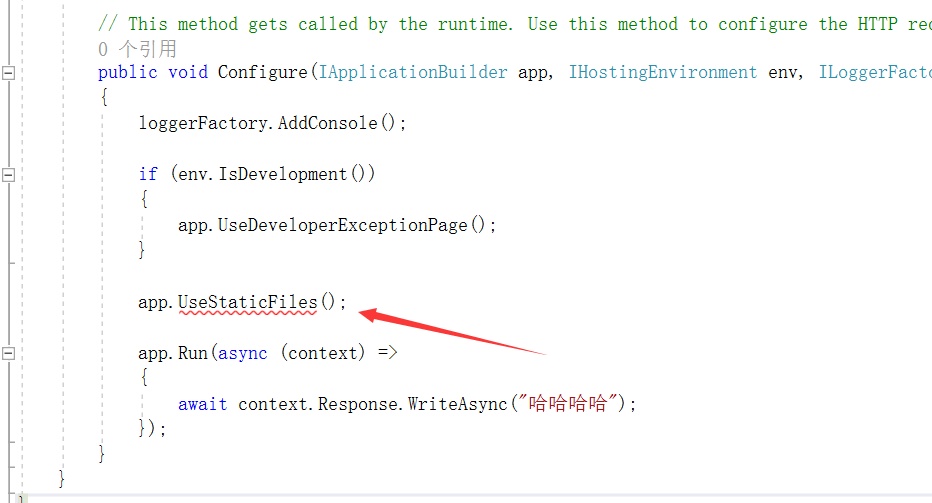 // This method gets called by the runtime. Use this method to configure the HTTP
0 个引用
public void Configure(IApplicationBuilder app, IHostingEnvironment env,
{
loggerFactory.AddConsole();
if (env.IsDevelopment())
{
app.UseDeveloperExceptionPage();
}
app.UseStaticFiles();
app.Run(async (context) =>
{
await context.Response.WriteAsync("哈哈哈哈");
});
}
}
}